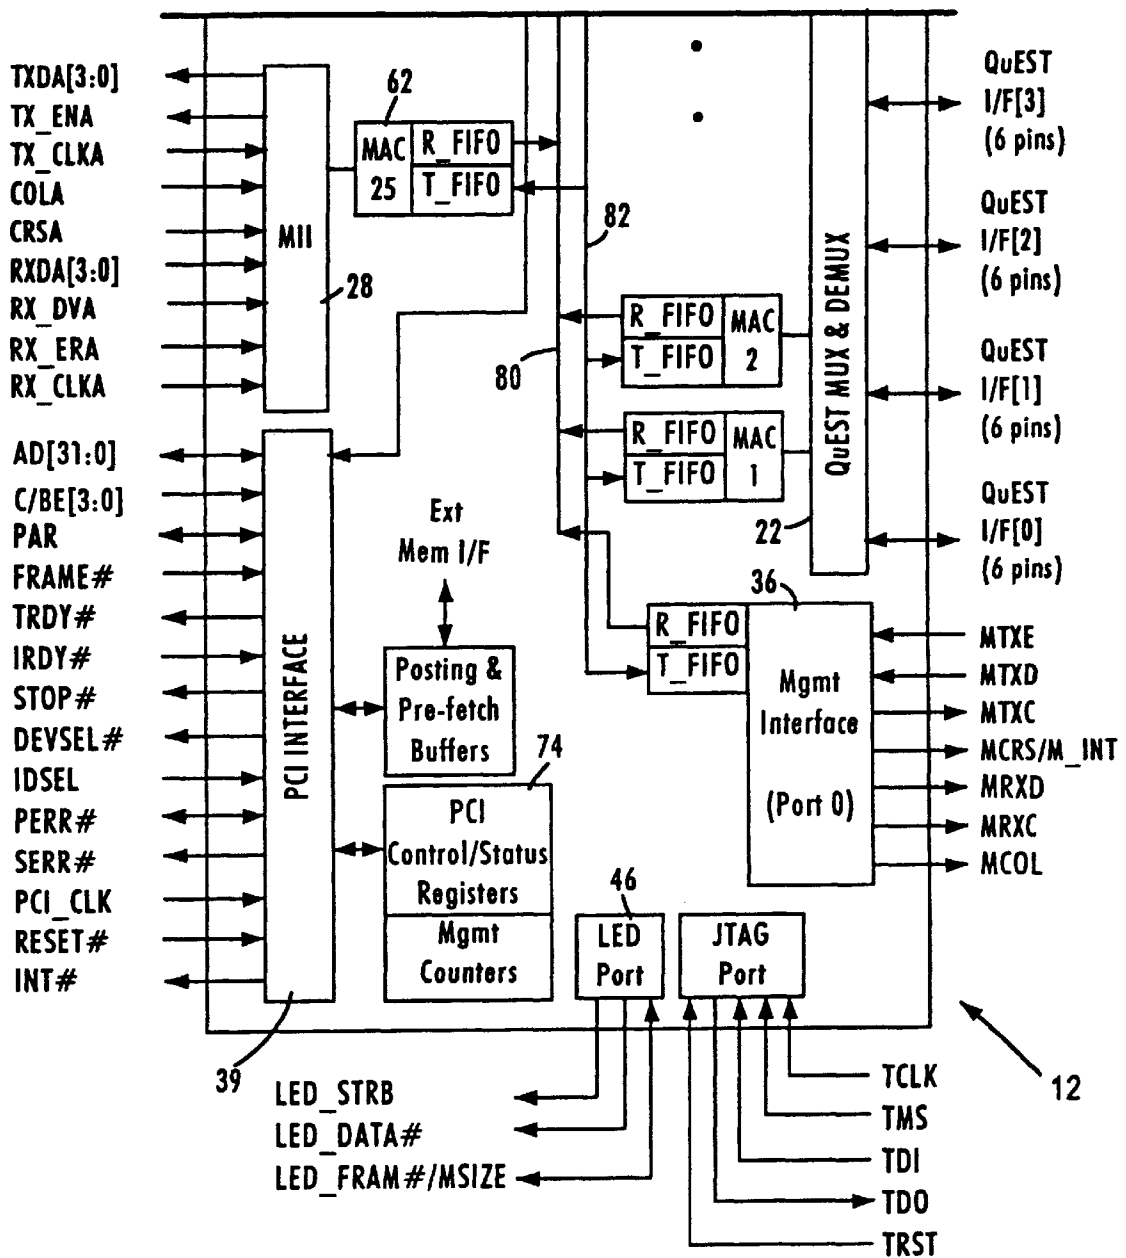 TXDA[3:0]
TX_ENA
TX_CLKA
COLA
CRSA
RXDA[3:0]
RX_DVA
RX_ERA
RX_CLKA
AD[31:0]
C/BE[3:0]
PAR
FRAME#
TRDY#
IRDY#
STOP#
DEVSEL#
IDSEL
PERR#
SERR#
PCI_CLK
RESET#
INT#
MII
28
62
MAC
25
R_FIFO
T_FIFO
82
80
R_FIFO
T_FIFO
MAC
2
R_FIFO
T_FIFO
MAC
1
QuEST MUX & DEMUX
22
QuEST
I/F[3]
(6 pins)
QuEST
I/F[2]
(6 pins)
QuEST
I/F[1]
(6 pins)
QuEST
I/F[0]
(6 pins)
PCI INTERFACE
39
Ext
Mem I/F
Posting &
Pre-fetch
Buffers
74
PCI
Control/Status
Registers
Mgmt
Counters
36
R_FIFO
T_FIFO
Mgmt
Interface
(Port 0)
MTXE
MTXD
MTXC
MCRS/M_INT
MRXD
MRXC
MCOL
46
LED
Port
JTAG
Port
12
LED_STRB
LED_DATA#
LED_FRAM#/MSIZE
TCLK
TMS
TDI
TDO
TRST